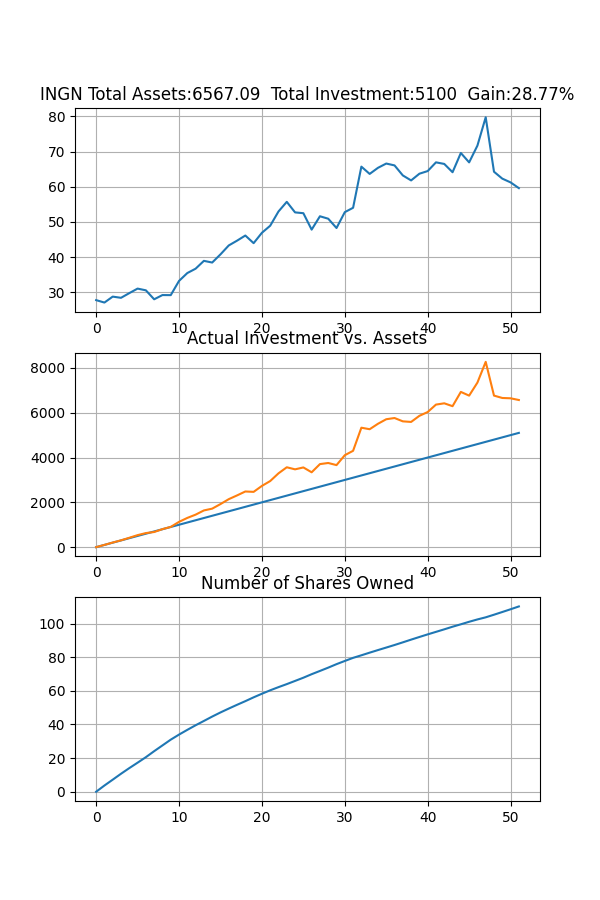 INGN Total Assets:6567.09  Total Investment:5100  Gain:28.77%
80
70
60
50
40
30
0 10 20 30 40 50
Actual Investment vs. Assets
8000
6000
4000
2000
0
0 10 20 30 40 50
Number of Shares Owned
100
80
60
40
20
0
0 10 20 30 40 50